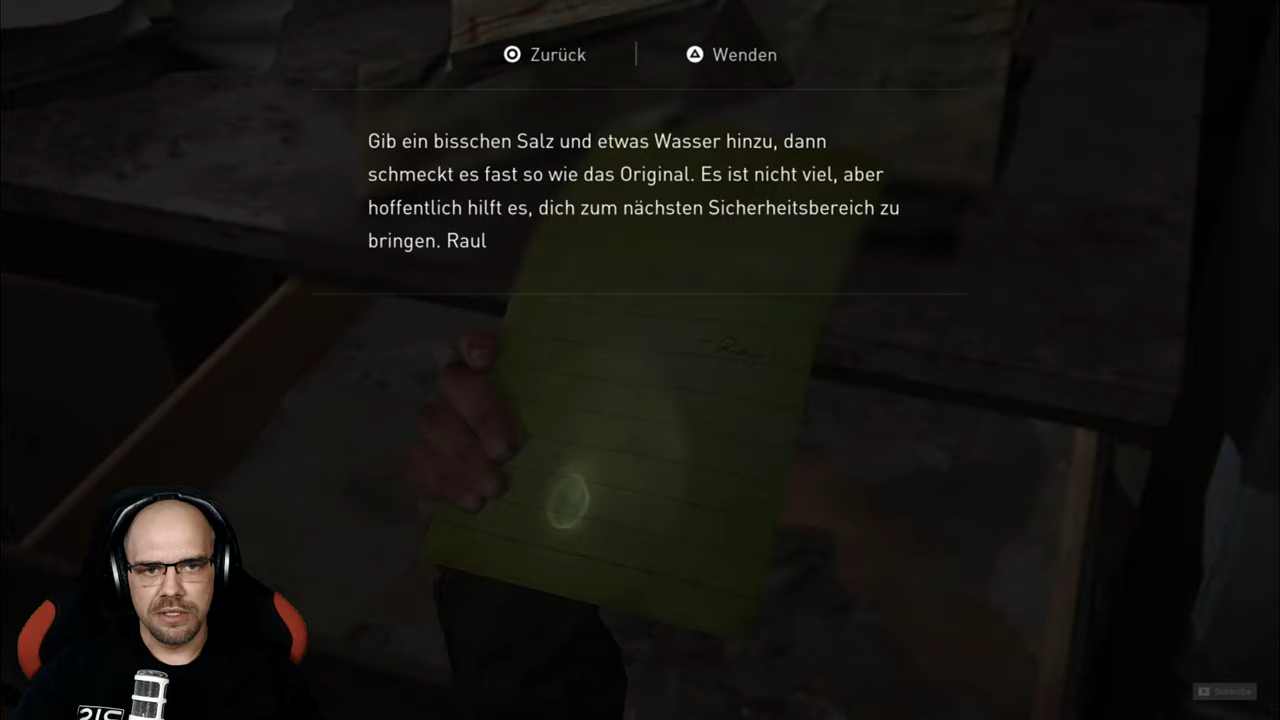 Zurück
Wenden
Gib ein bisschen Salz und etwas Wasser hinzu, dann
schmeckt es fast so wie das Original. Es ist nicht viel, aber
hoffentlich hilft es, dich zum nächsten Sicherheitsbereich zu
bringen. Raul
Subscribe